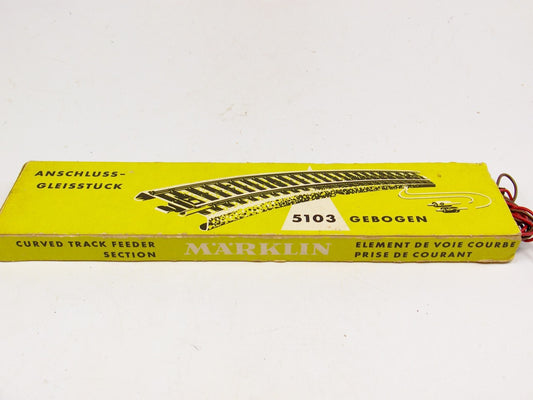 ANSCHLUSS-
GLEISSTÜCK
5103 GEBOGEN
CURVED TRACK FEEDER
SECTION
MÄRKLIN
ELEMENT DE VOIE COURBE
PRISE DE COURANT